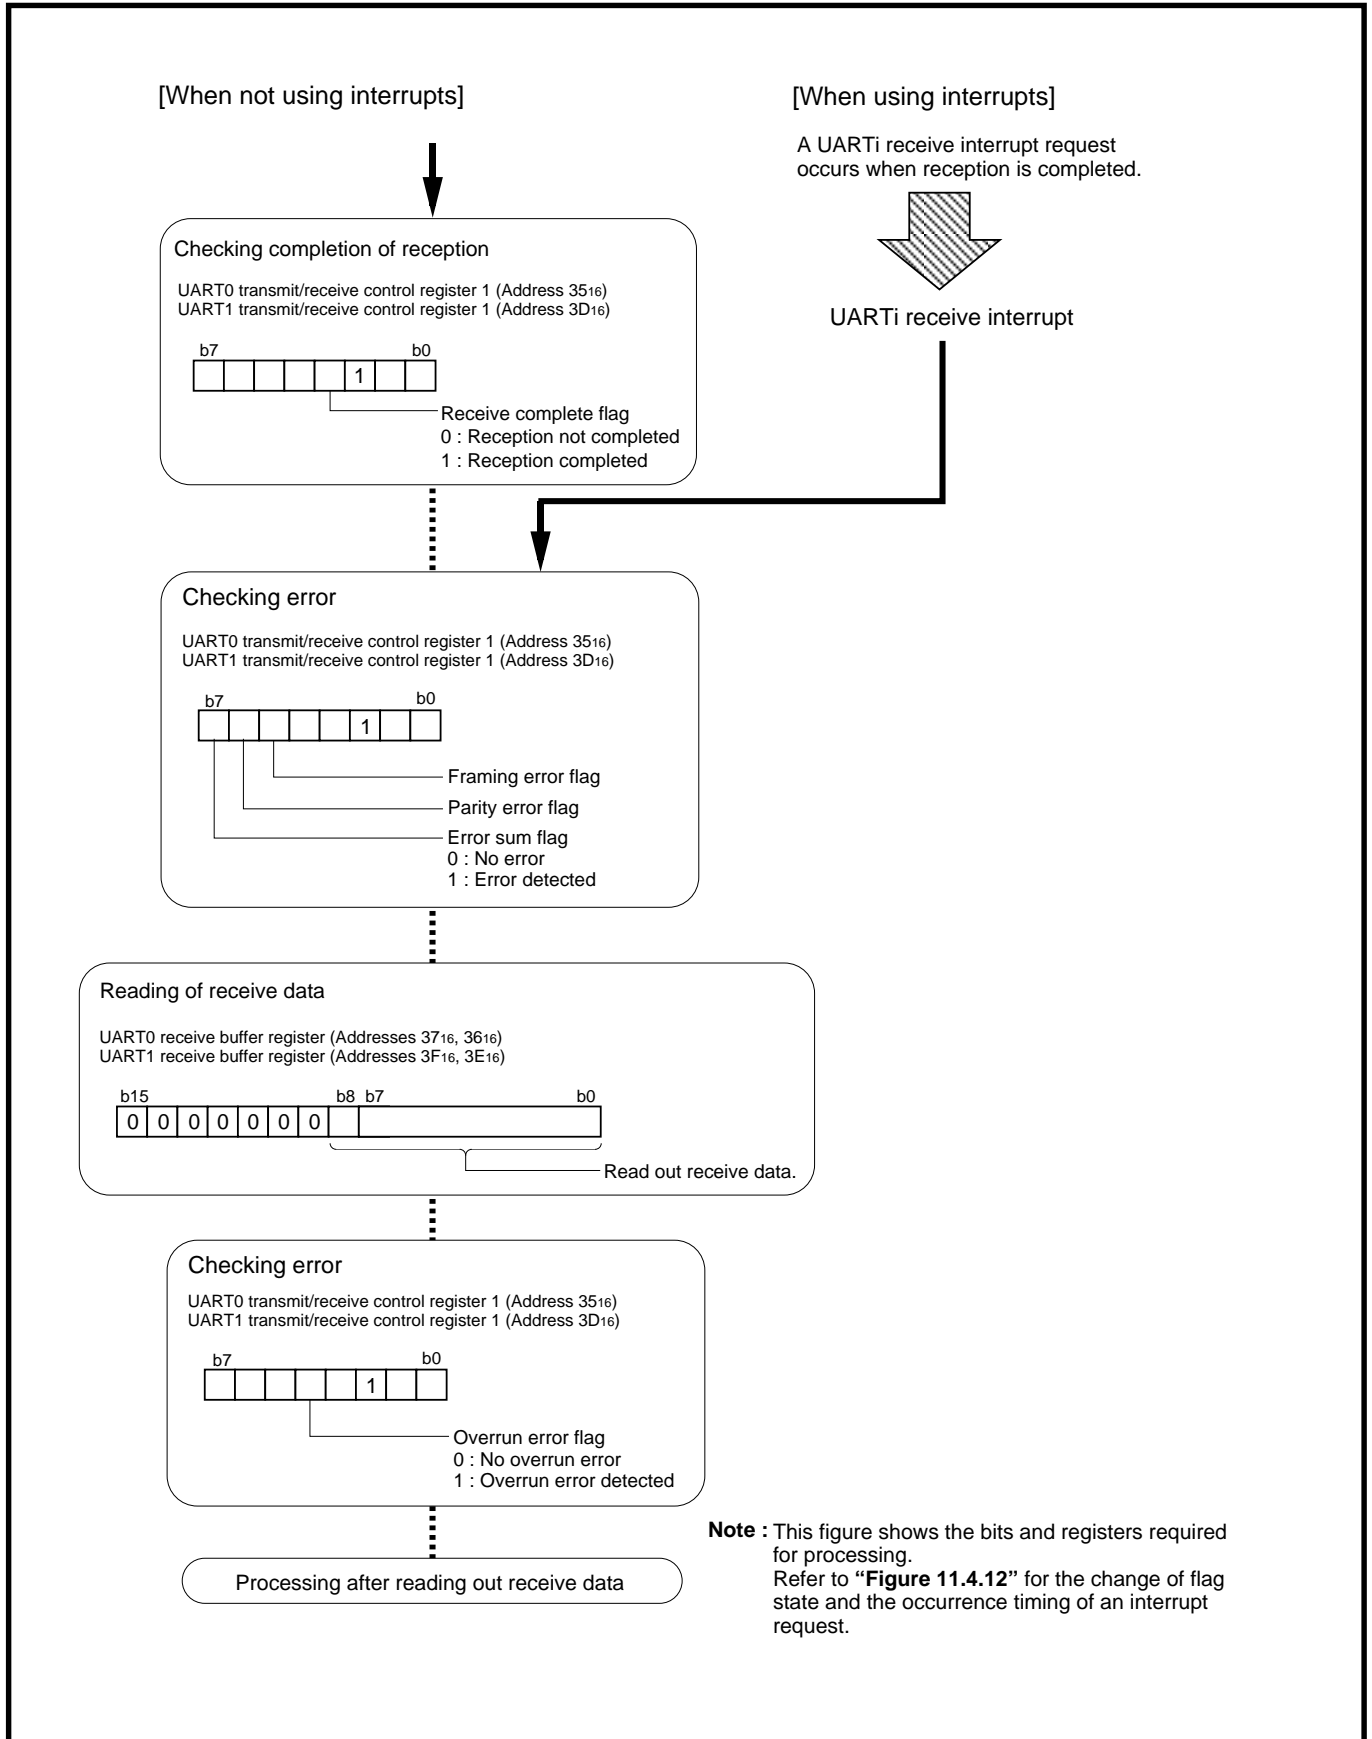 [When not using interrupts]
[When using interrupts]
A UARTi receive interrupt request
occurs when reception is completed.
UARTi receive interrupt
Checking completion of reception
UART0 transmit/receive control register 1 (Address 3516)
UART1 transmit/receive control register 1 (Address 3D16)
b7 b0
1
Receive complete flag
0 : Reception not completed
1 : Reception completed
Checking error
UART0 transmit/receive control register 1 (Address 3516)
UART1 transmit/receive control register 1 (Address 3D16)
b7 b0
1
Framing error flag
Parity error flag
Error sum flag
0 : No error
1 : Error detected
Reading of receive data
UART0 receive buffer register (Addresses 3716, 3616)
UART1 receive buffer register (Addresses 3F16, 3E16)
b15 b8 b7 b0
0 0 0 0 0 0 0
Read out receive data.
Checking error
UART0 transmit/receive control register 1 (Address 3516)
UART1 transmit/receive control register 1 (Address 3D16)
b7 b0
1
Overrun error flag
0 : No overrun error
1 : Overrun error detected
Processing after reading out receive data
Note : This figure shows the bits and registers required
for processing.
Refer to “Figure 11.4.12” for the change of flag
state and the occurrence timing of an interrupt
request.